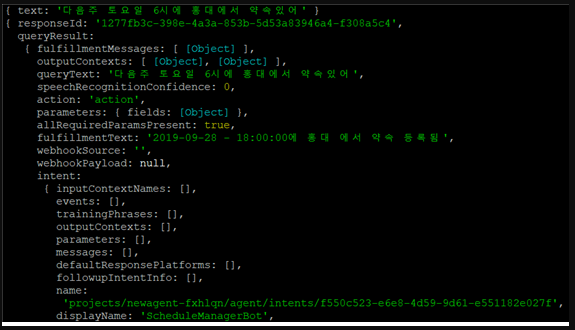 { text: '다음주 토요일 6시에 홍대에서 약속있어' }
{ responseId: '1277fb3c-398e-4a3a-853b-5d53a83946a4-f308a5c4',
queryResult:
{ fulfillmentMessages: [ [Object] ],
outputContexts: [ [Object], [Object] ],
queryText: '다음주 토요일 6시에 홍대에서 약속있어',
speechRecognitionConfidence: 0,
action: 'action',
parameters: { fields: [Object] },
allRequiredParamsPresent: true,
fulfillmentText: '2019-09-28 - 18:00:00에 홍대 에서 약속 등록됨',
webhookSource: '',
webhookPayload: null,
intent:
{ inputContextNames: [],
events: [],
trainingPhrases: [],
outputContexts: [],
parameters: [],
messages: [],
defaultResponsePlatforms: [],
followupIntentInfo: [],
name:
'projects/newagent-fxhlqn/agent/intents/f550c523-e6e8-4d59-9d61-e551182e027f',
displayName: 'ScheduleManagerBot',